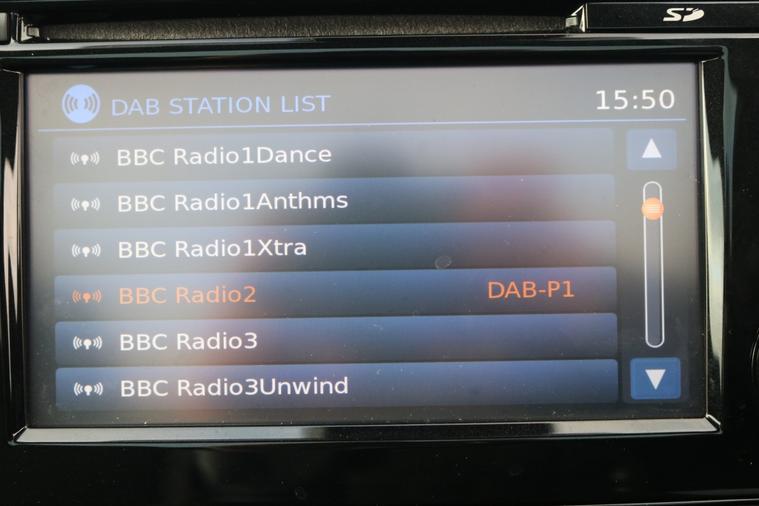 SD
DAB STATION LIST 15:50
BBC Radio1Dance
BBC Radio1Anthms
BBC Radio1Xtra
BBC Radio2 DAB-P1
BBC Radio3
BBC Radio3Unwind